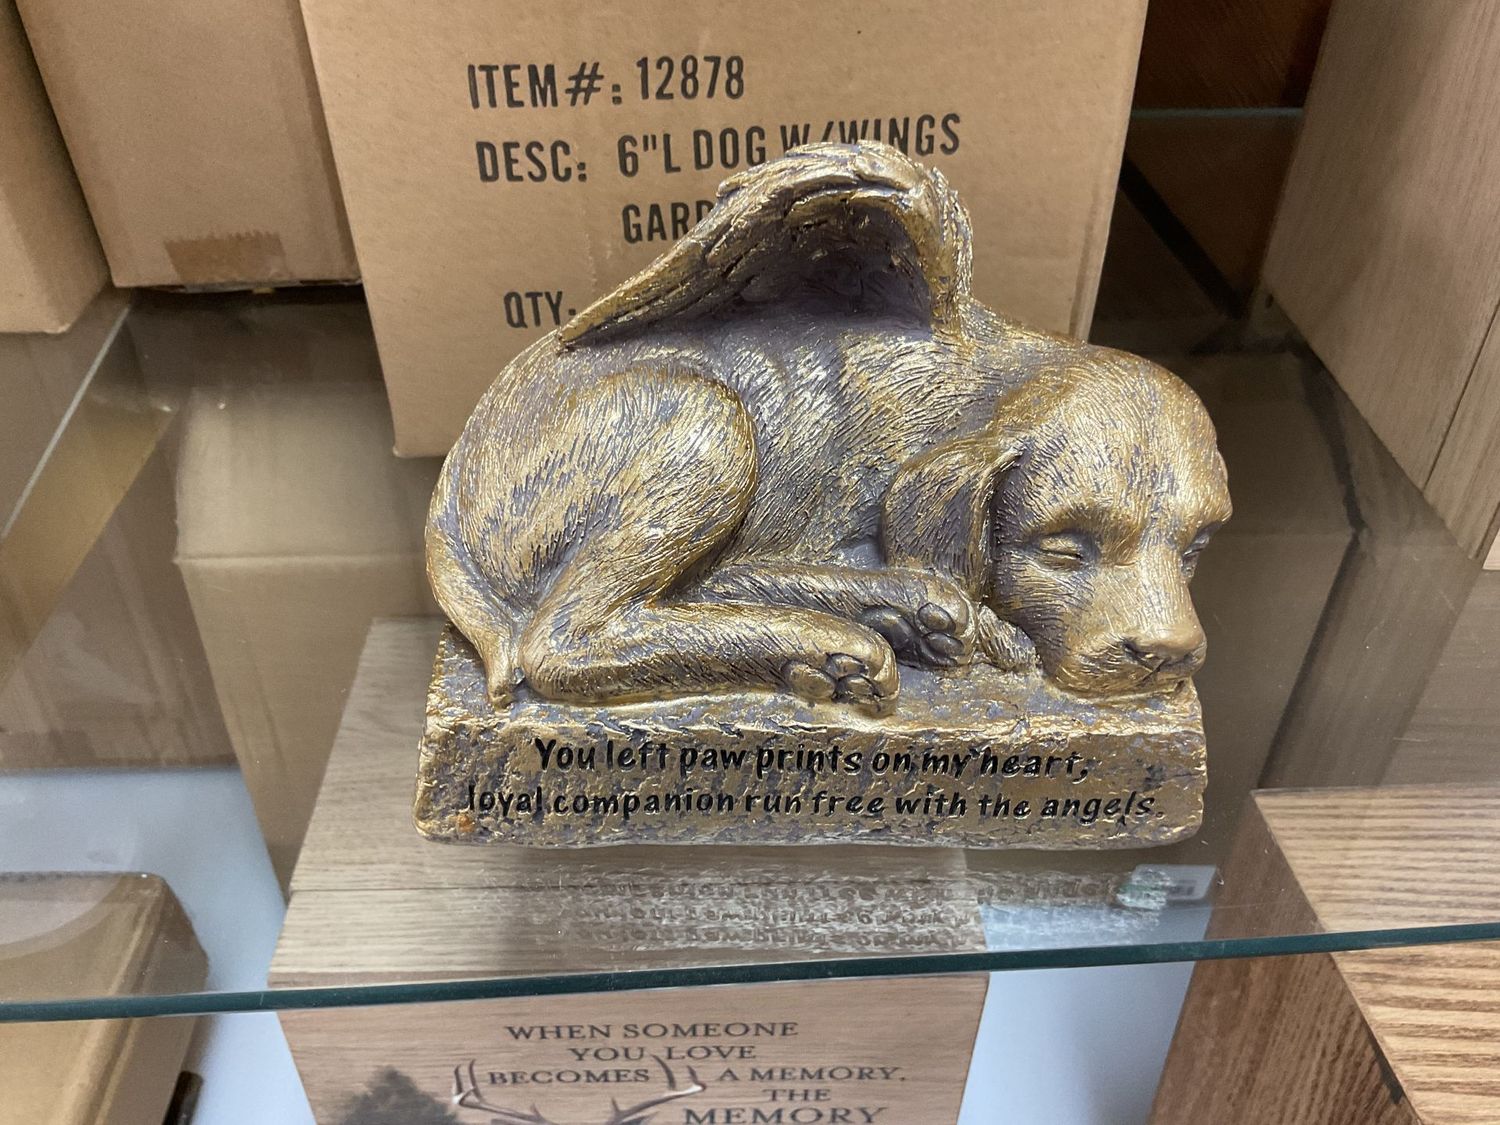 ITEM#: 12878
DESC: 6"L DOG W/WINGS
QTY:
You left paw prints on my heart,
loyal companion run free with the angels.
WHEN SOMEONE
YOU LOVE
BECOMES A MEMORY,
THE
MEMORY